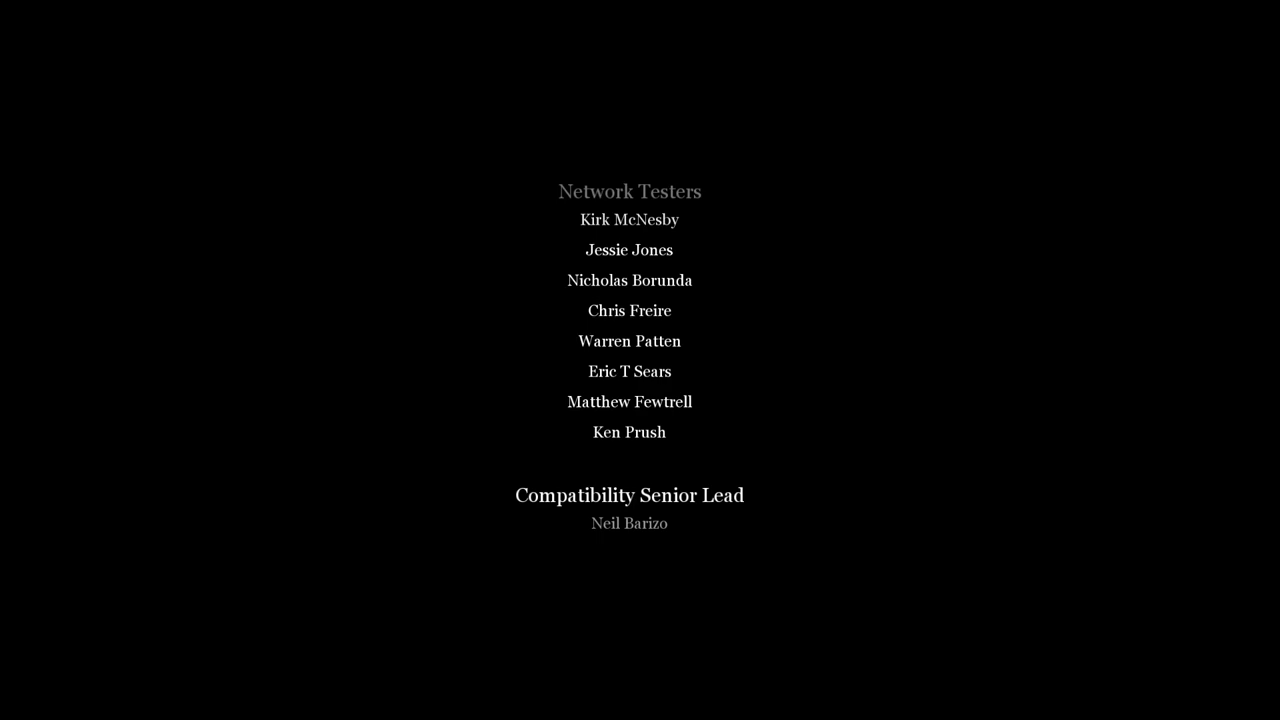 Network Testers
Kirk McNesby
Jessie Jones
Nicholas Borunda
Chris Freire
Warren Patten
Eric T Sears
Matthew Fewtrell
Ken Prush
Compatibility Senior Lead
Neil Barizo